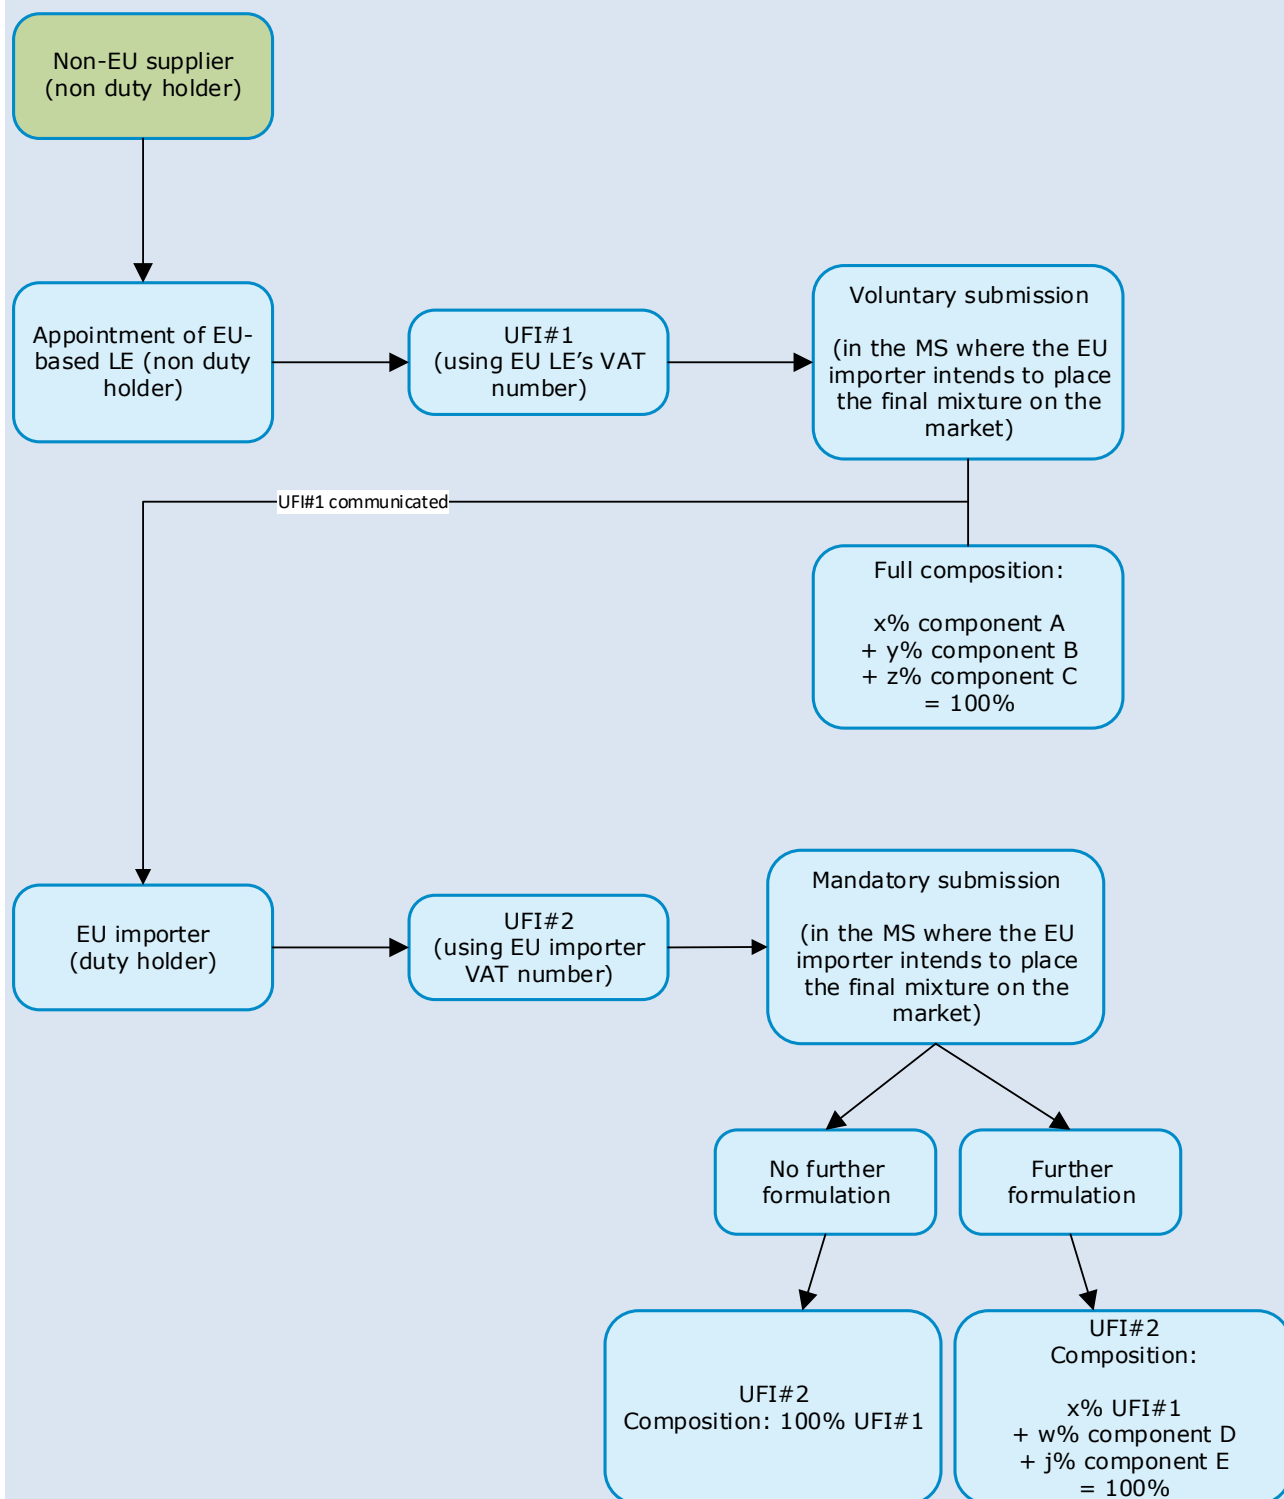 Non-EU supplier
(non duty holder)
Appointment of EU-
based LE (non duty
holder)
UFI#1
(using EU LE’s VAT
number)
Voluntary submission
(in the MS where the EU
importer intends to place
the final mixture on the
market)
UFI#1 communicated
Full composition:
x% component A
+ y% component B
+ z% component C
= 100%
EU importer
(duty holder)
UFI#2
(using EU importer
VAT number)
Mandatory submission
(in the MS where the EU
importer intends to place
the final mixture on the
market)
No further
formulation
Further
formulation
UFI#2
Composition: 100% UFI#1
UFI#2
Composition:
x% UFI#1
+ w% component D
+ j% component E
= 100%